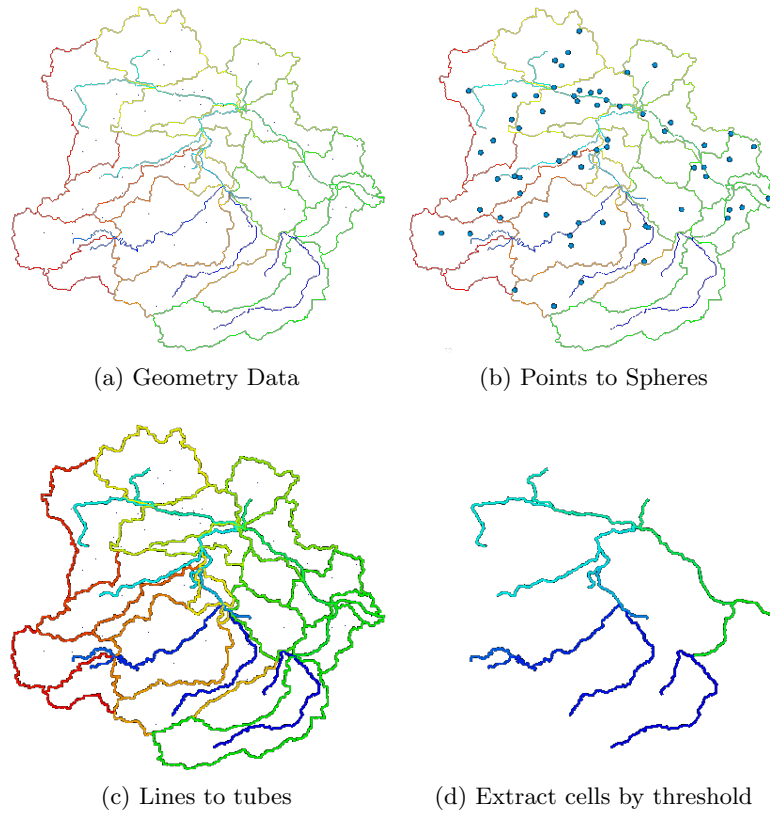 (a) Geometry Data
(b) Points to Spheres
(c) Lines to tubes
(d) Extract cells by threshold